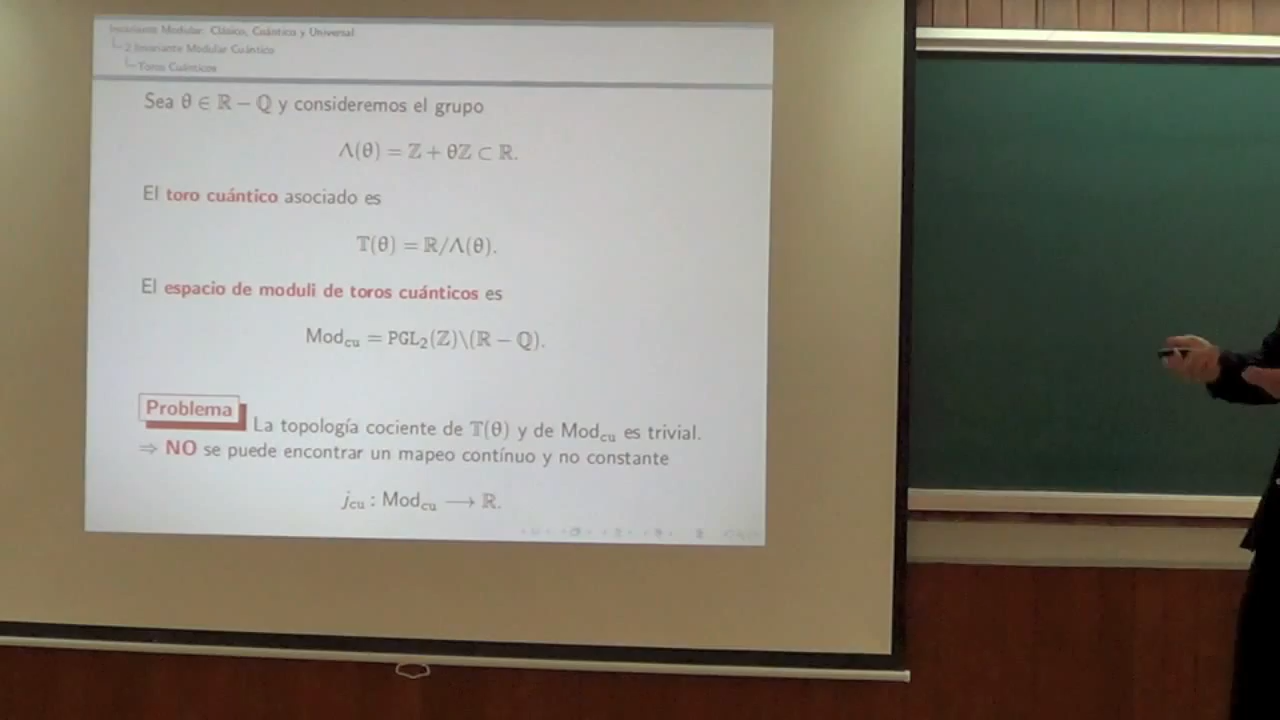 Invariante Modular: Clásico, Cuántico y Universal
2 Invariante Modular Cuántico
Toros Cuánticos
Sea θ ∈ ℝ − ℚ y consideremos el grupo
Λ(θ) = ℤ + θℤ ⊂ ℝ.
El toro cuántico asociado es
𝕋(θ) = ℝ/Λ(θ).
El espacio de moduli de toros cuánticos es
Mod_cu = PGL₂(ℤ)\(ℝ − ℚ).
Problema La topología cociente de 𝕋(θ) y de Mod_cu es trivial.
⇒ NO se puede encontrar un mapeo contínuo y no constante
j_cu : Mod_cu ⟶ ℝ.